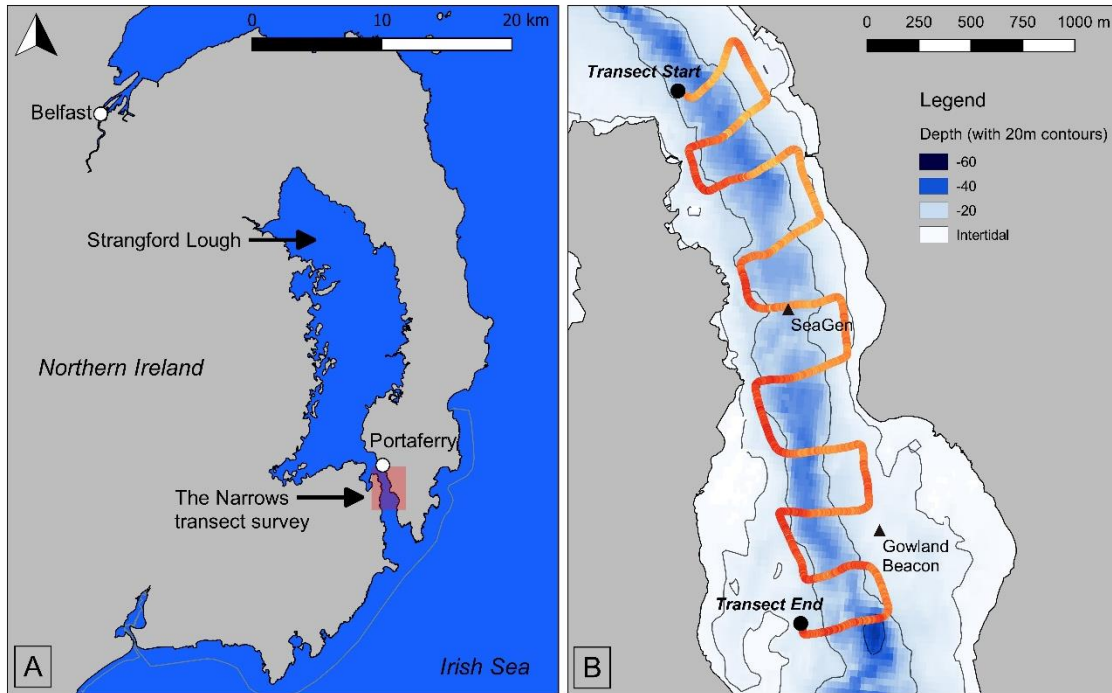 0 10 20 km
Belfast
Strangford Lough
Northern Ireland
Portaferry
The Narrows
transect survey
Irish Sea
A
0 250 500 750 1000 m
Transect Start
Legend
Depth (with 20m contours)
-60
-40
-20
Intertidal
SeaGen
Gowland
Beacon
Transect End
B